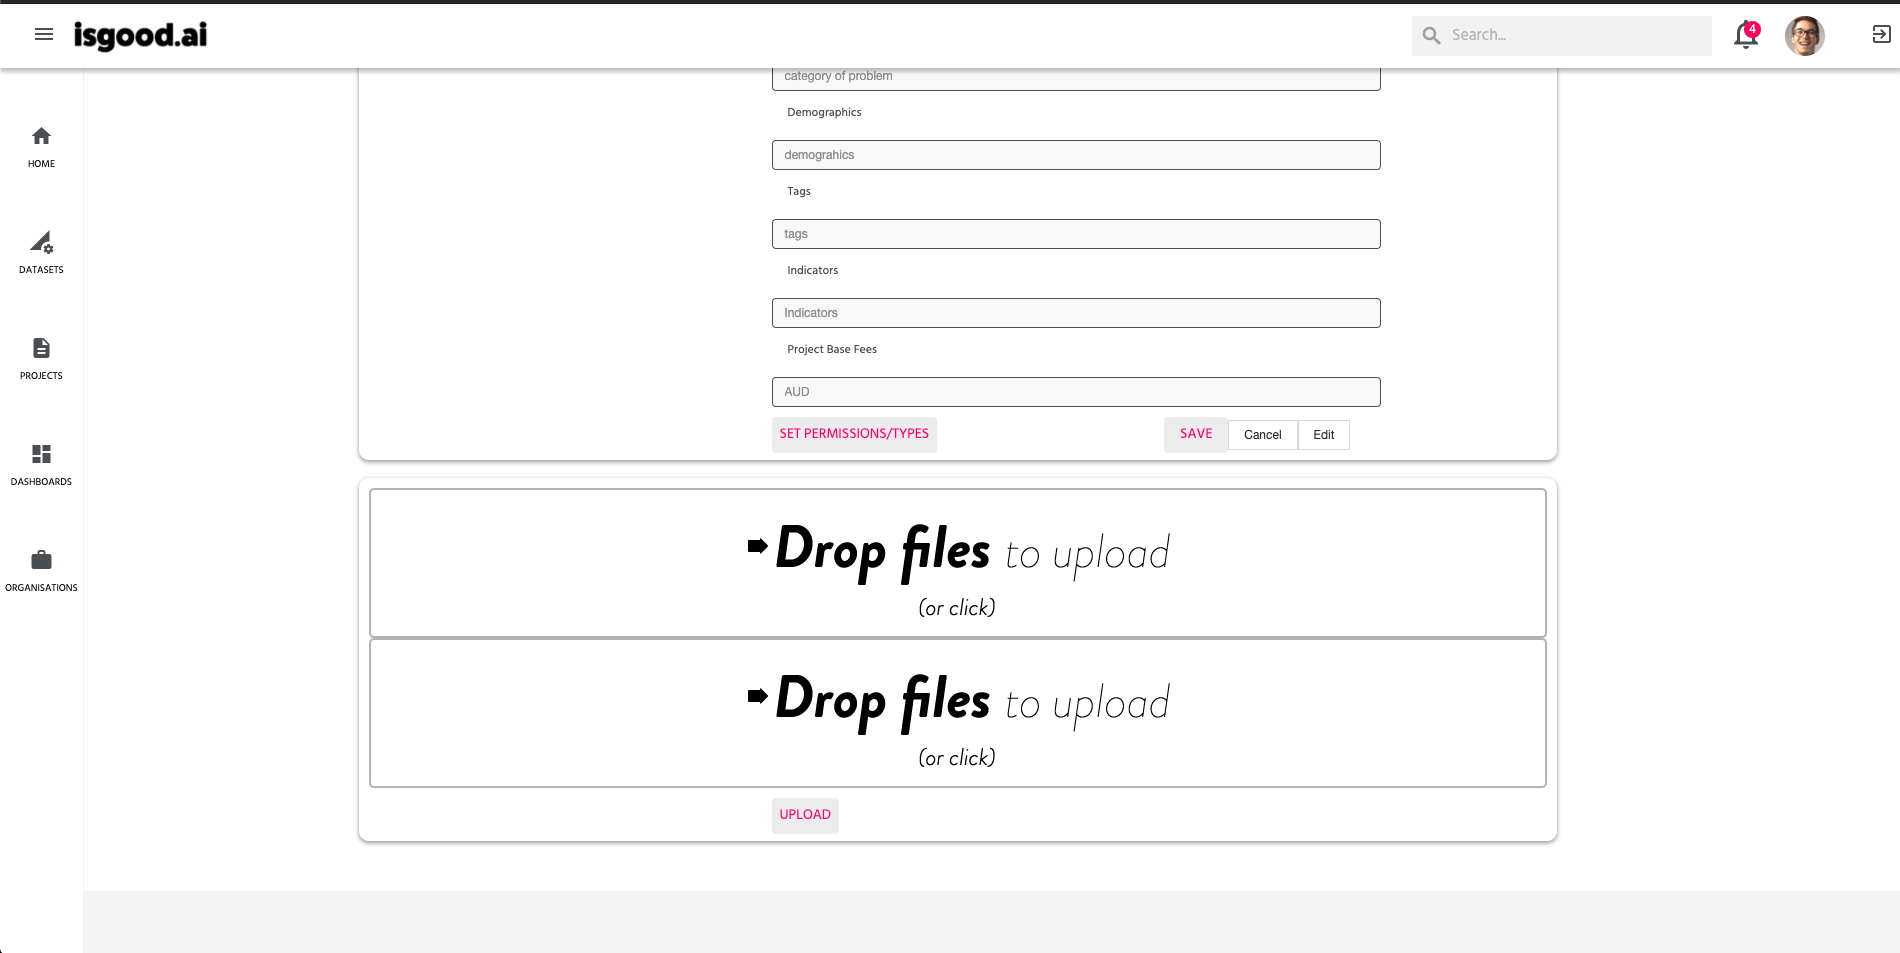 isgood.ai
Search...
4
HOME
DATASETS
PROJECTS
DASHBOARDS
ORGANISATIONS
category of problem
Demographics
demograhics
Tags
tags
Indicators
Indicators
Project Base Fees
AUD
SET PERMISSIONS/TYPES
SAVE Cancel Edit
Drop files to upload
(or click)
Drop files to upload
(or click)
UPLOAD